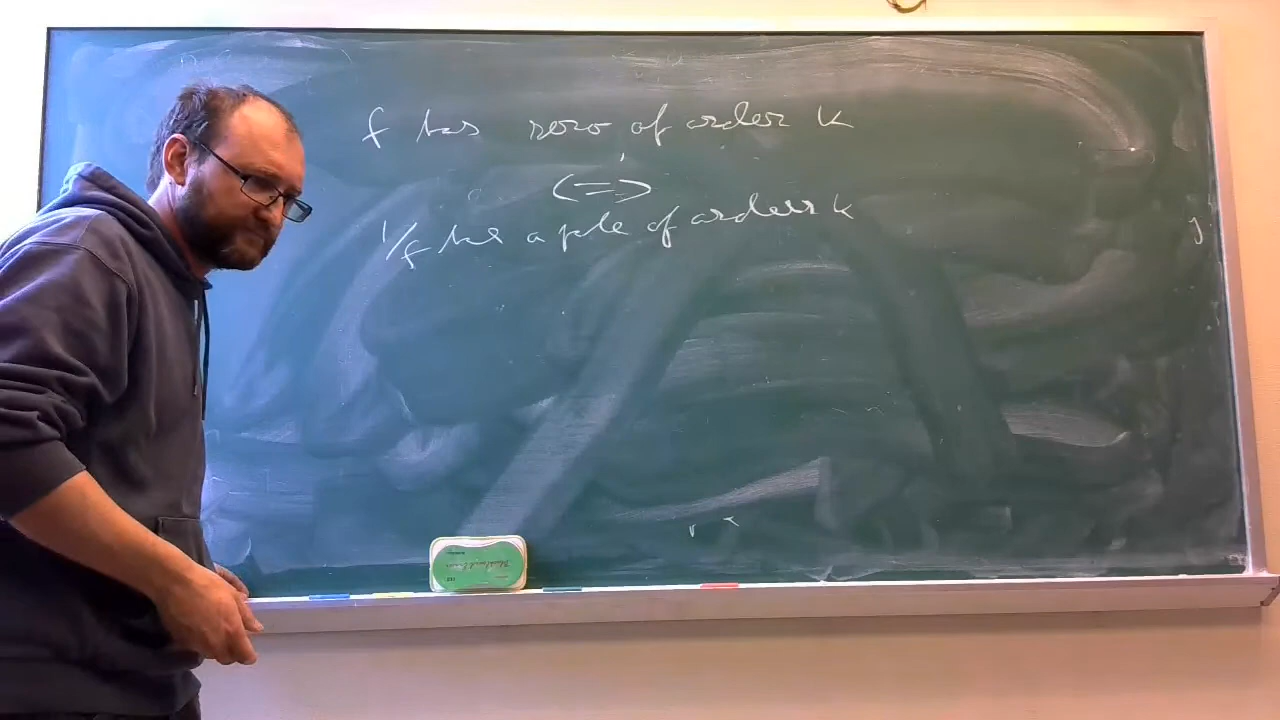 f has zero of order k
<=>
1/f has a pole of order k